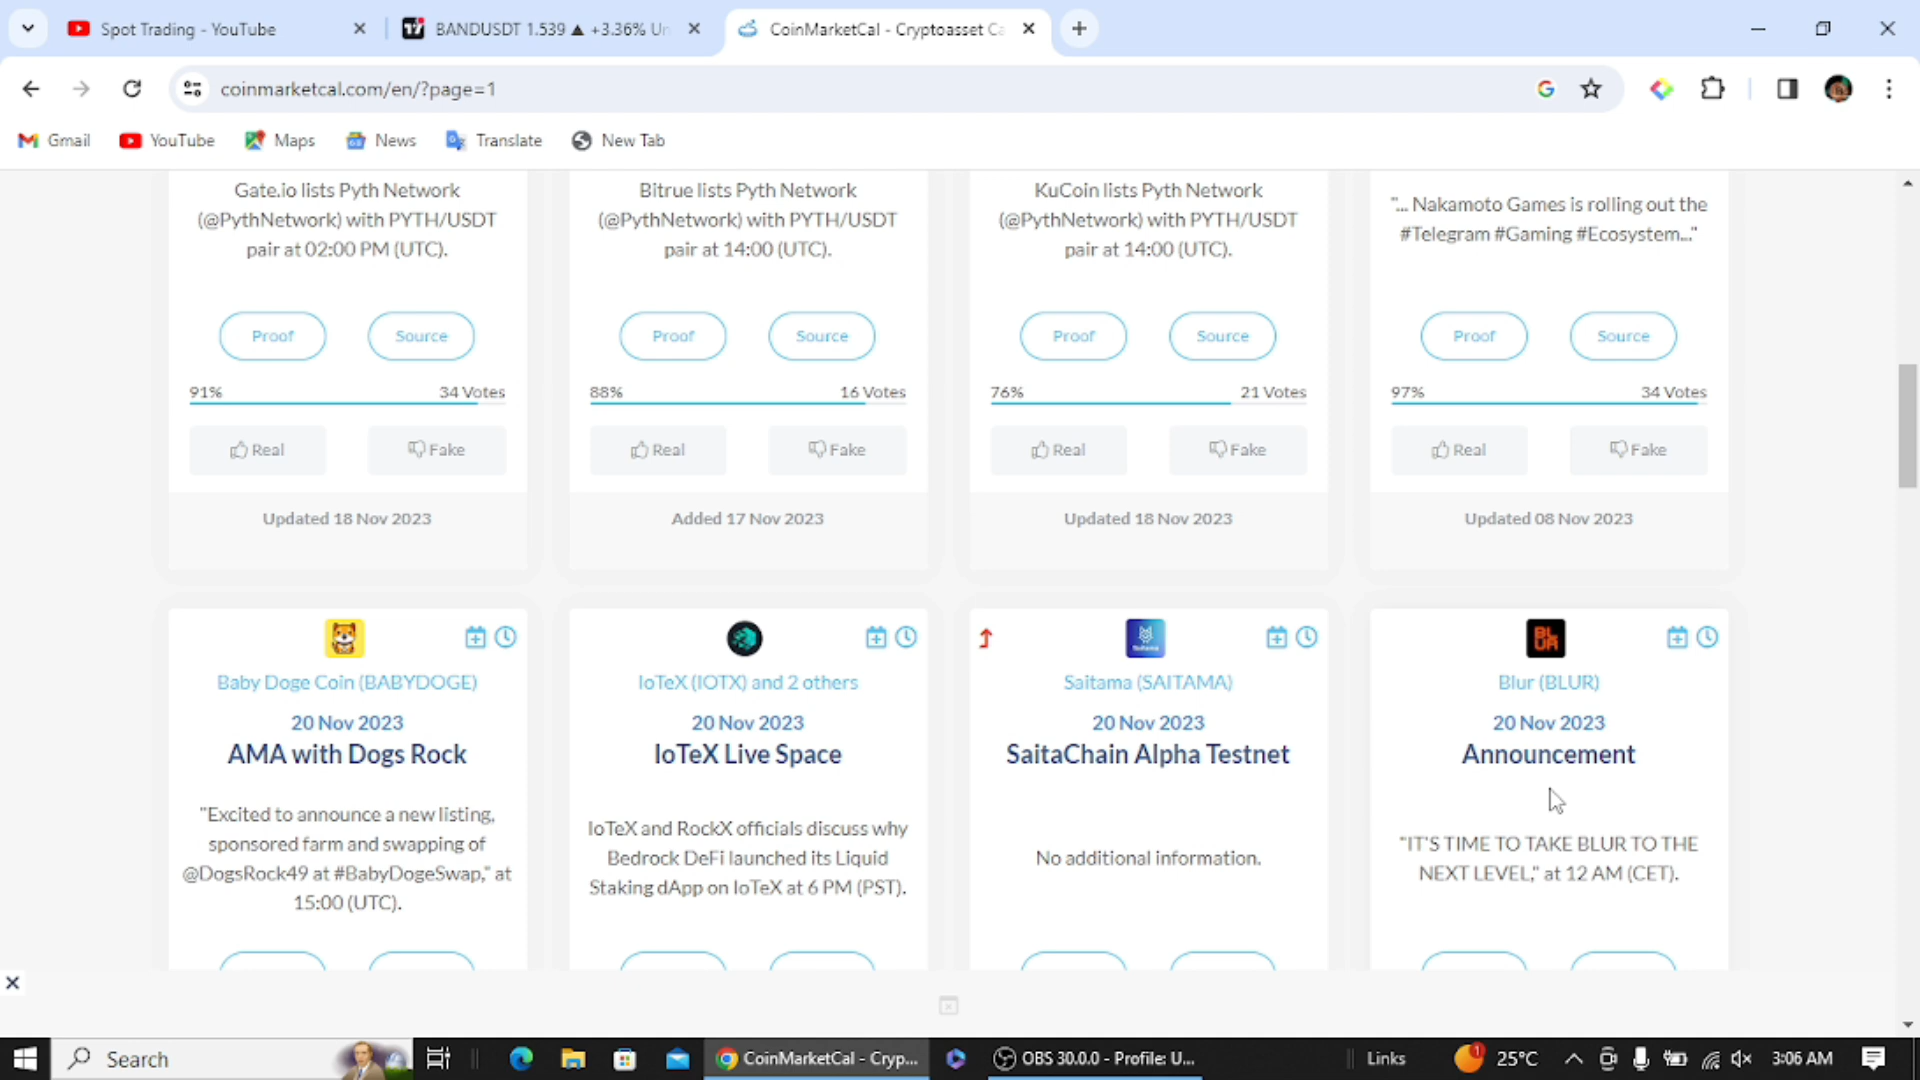 Spot Trading - YouTube
BANDUSDT 1.539 ▲ +3.36% Un
CoinMarketCal - Cryptoasset Ca
coinmarketcal.com/en/?page=1
Gmail
YouTube
Maps
News
Translate
New Tab
Gate.io lists Pyth Network
(@PythNetwork) with PYTH/USDT
pair at 02:00 PM (UTC).
Proof
Source
91%
34 Votes
Real
Fake
Updated 18 Nov 2023
Bitrue lists Pyth Network
(@PythNetwork) with PYTH/USDT
pair at 14:00 (UTC).
Proof
Source
88%
16 Votes
Real
Fake
Added 17 Nov 2023
KuCoin lists Pyth Network
(@PythNetwork) with PYTH/USDT
pair at 14:00 (UTC).
Proof
Source
76%
21 Votes
Real
Fake
Updated 18 Nov 2023
"... Nakamoto Games is rolling out the
#Telegram #Gaming #Ecosystem..."
Proof
Source
97%
34 Votes
Real
Fake
Updated 08 Nov 2023
Baby Doge Coin (BABYDOGE)
20 Nov 2023
AMA with Dogs Rock
"Excited to announce a new listing,
sponsored farm and swapping of
@DogsRock49 at #BabyDogeSwap," at
15:00 (UTC).
IoTeX (IOTX) and 2 others
20 Nov 2023
IoTeX Live Space
IoTeX and RockX officials discuss why
Bedrock DeFi launched its Liquid
Staking dApp on IoTeX at 6 PM (PST).
Saitama
Saitama (SAITAMA)
20 Nov 2023
SaitaChain Alpha Testnet
No additional information.
BLUR
Blur (BLUR)
20 Nov 2023
Announcement
"IT'S TIME TO TAKE BLUR TO THE
NEXT LEVEL," at 12 AM (CET).
Search
CoinMarketCal - Cryp...
OBS 30.0.0 - Profile: U...
Links
1
25°C
3:06 AM